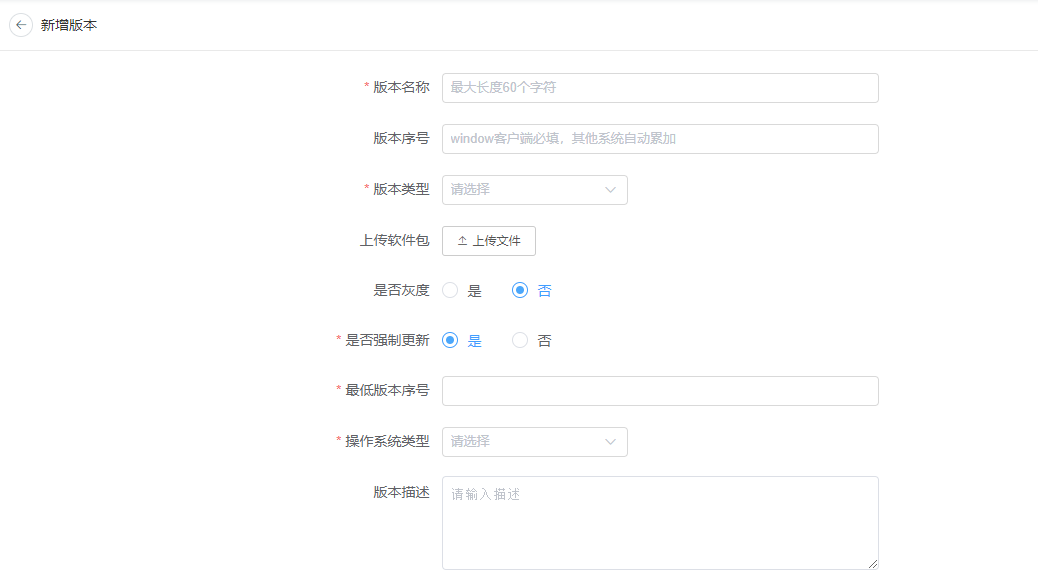 新增版本
* 版本名称 最大长度60个字符
版本序号 window客户端必填，其他系统自动累加
* 版本类型 请选择
上传软件包 上传文件
是否灰度 是 否
* 是否强制更新 是 否
* 最低版本序号
* 操作系统类型 请选择
版本描述 请输入描述